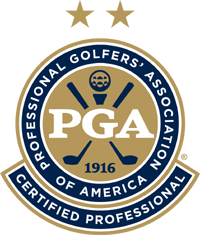 PROFESSIONAL GOLFERS' ASSOCIATION
PGA
1916
OF AMERICA
CERTIFIED PROFESSIONAL
®